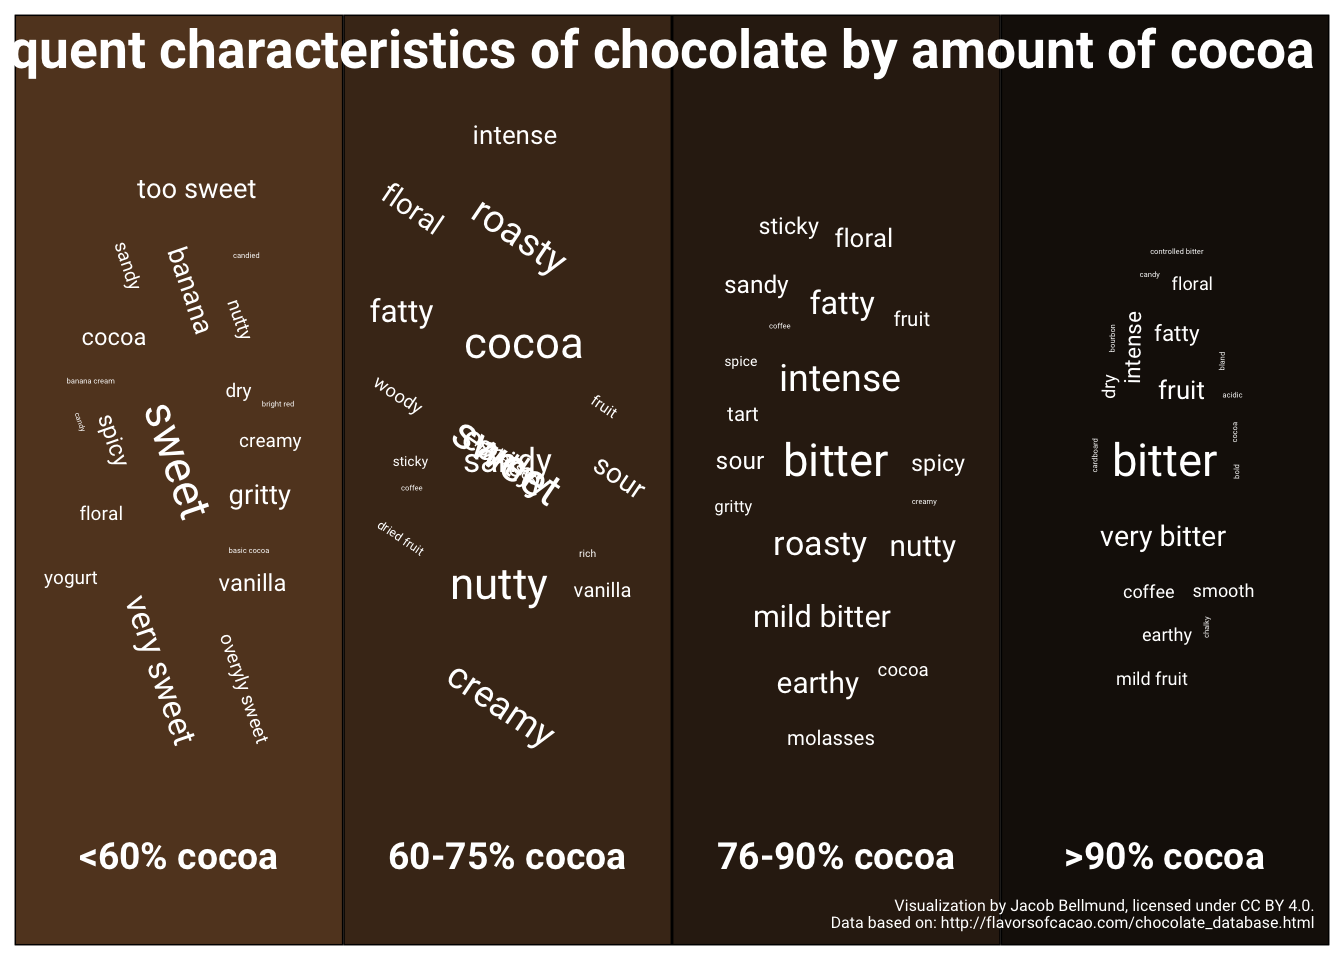 quent characteristics of chocolate by amount of cocoa
too sweet
sandy
banana
candied
nutty
cocoa
banana cream
dry
bright red
candy
spicy
sweet
creamy
gritty
floral
basic cocoa
yogurt
vanilla
very sweet
overyly sweet
<60% cocoa
intense
floral
roasty
fatty
cocoa
woody
fruit
sweet
sandy
sticky
sour
coffee
dried fruit
rich
nutty
vanilla
creamy
60-75% cocoa
sticky
floral
sandy
fatty
coffee
fruit
spice
intense
tart
sour
bitter
spicy
gritty
creamy
roasty
nutty
mild bitter
earthy
cocoa
molasses
76-90% cocoa
controlled bitter
candy
floral
bourbon
intense
fatty
bland
dry
fruit
acidic
cocoa
cardboard
bitter
bold
very bitter
coffee
smooth
earthy
chalky
mild fruit
>90% cocoa
Visualization by Jacob Bellmund, licensed under CC BY 4.0.
Data based on: http://flavorsofcacao.com/chocolate_database.html